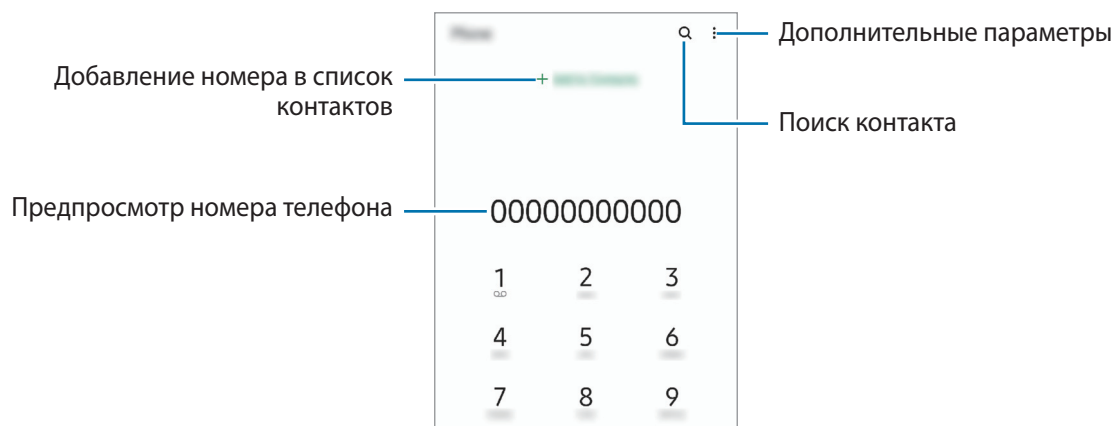 Дополнительные параметры
Добавление номера в список
контактов
Поиск контакта
Предпросмотр номера телефона
00000000000
1 2 3
4 5 6
7 8 9